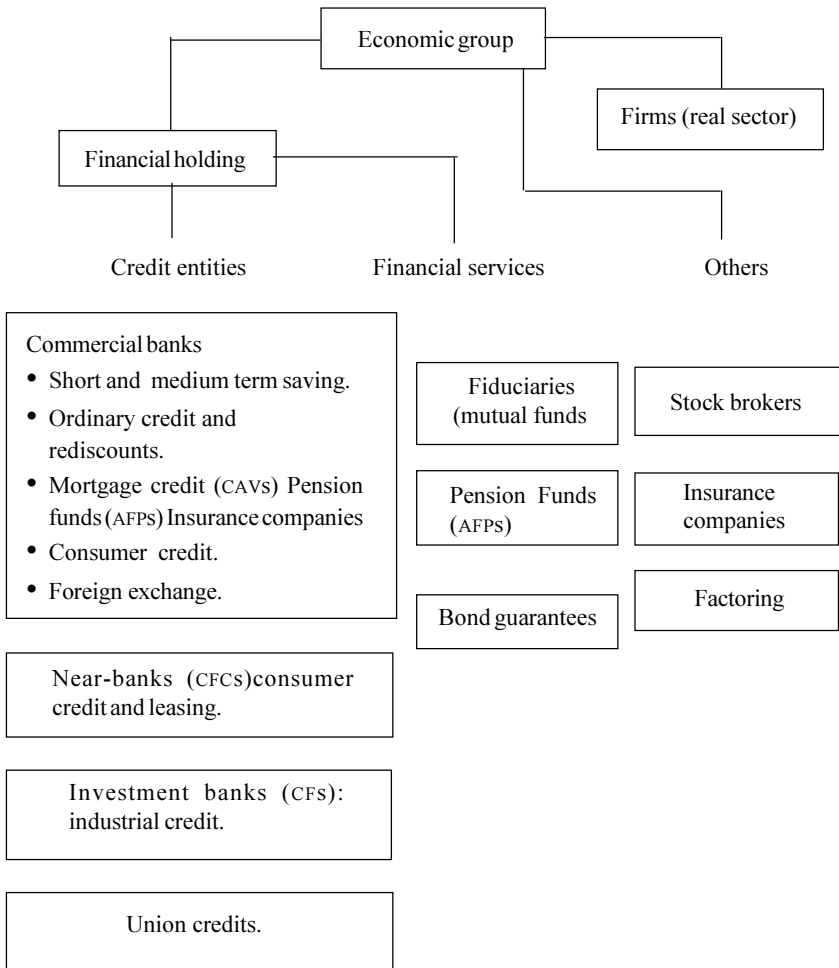 Economic group
Firms (real sector)
Financial holding
Credit entities
Financial services
Others
Commercial banks
• Short and medium term saving.
• Ordinary credit and
rediscounts.
• Mortgage credit (CAVs) Pension
funds (AFPs) Insurance companies
• Consumer credit.
• Foreign exchange.
Near-banks (CFCs)consumer
credit and leasing.
Investment banks (CFs):
industrial credit.
Union credits.
Fiduciaries
(mutual funds
Pension Funds
(AFPs)
Bond guarantees
Stock brokers
Insurance
companies
Factoring